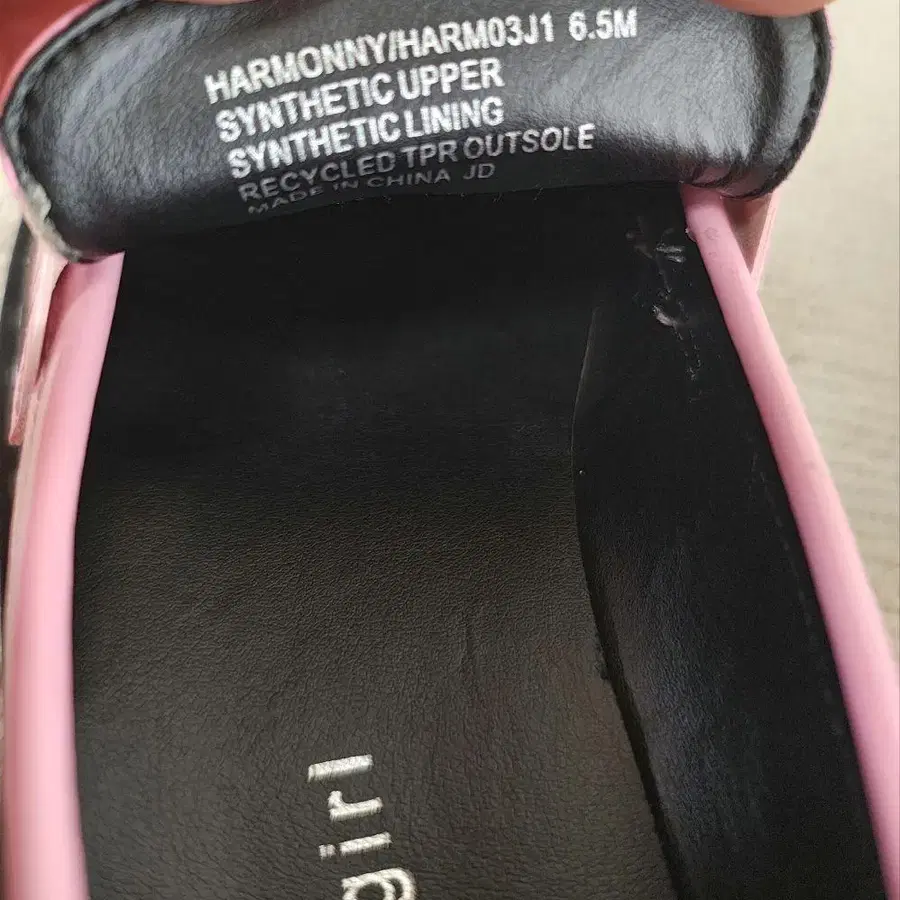 HARMONNY/HARM03J1 6.5M
SYNTHETIC UPPER
SYNTHETIC LINING
RECYCLED TPR OUTSOLE
MADE IN CHINA JD
girl